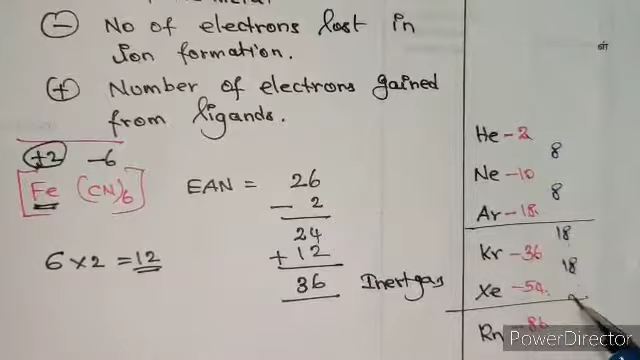 (−) No of electrons lost in
ion formation.
(+) Number of electrons gained
from ligands.
+2 −6
[Fe (CN)6]
6 × 2 = 12
EAN = 26
− 2
24
+ 12
36 Inert gas
He − 2
8
Ne − 10
8
Ar − 18
18
Kr − 36
18
Xe − 54
Rn − 86
PowerDirector